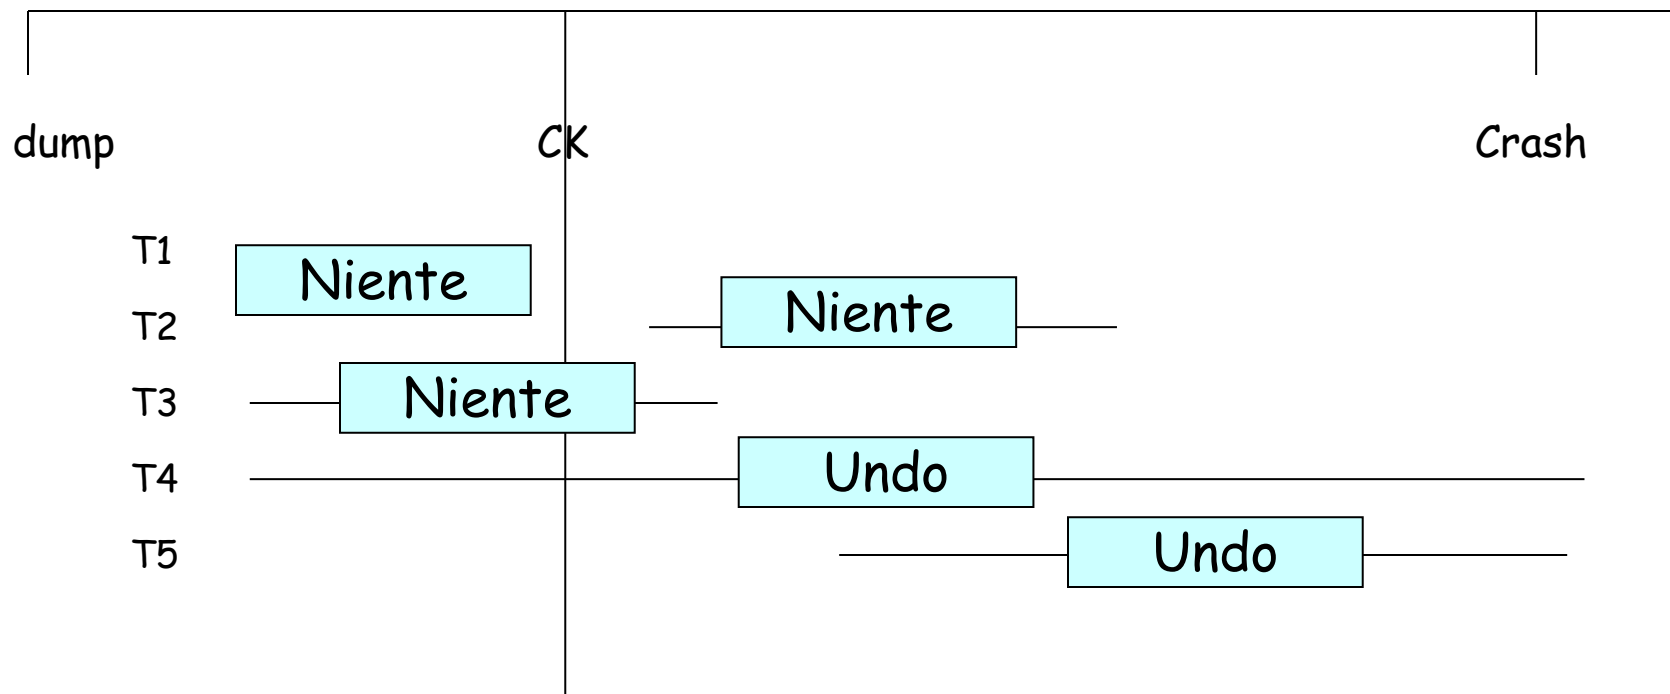 dump CK Crash
T1 Niente
T2 Niente
T3 Niente
T4 Undo
T5 Undo